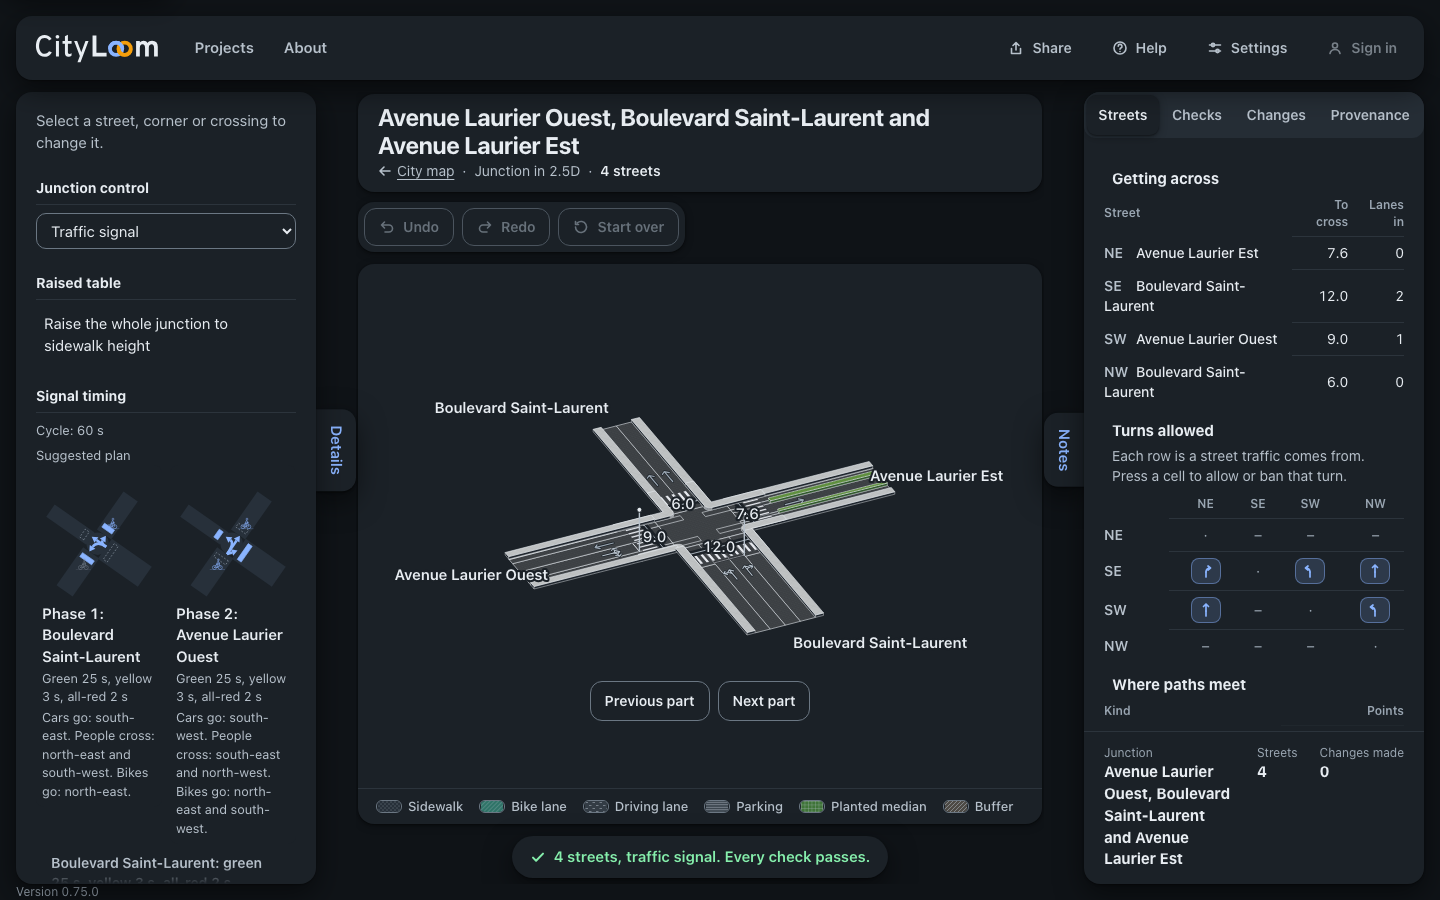 CityLoom
Projects
About
Share
Help
Settings
Sign in
Select a street, corner or crossing to
change it.
Junction control
Traffic signal
Raised table
Raise the whole junction to
sidewalk height
Signal timing
Cycle: 60 s
Suggested plan
Phase 1:
Boulevard
Saint-Laurent
Green 25 s, yellow
3 s, all-red 2 s
Cars go: south-
east. People cross:
north-east and
south-west. Bikes
go: north-east.
Phase 2:
Avenue Laurier
Ouest
Green 25 s, yellow
3 s, all-red 2 s
Cars go: south-
west. People
cross: south-east
and north-west.
Bikes go: north-
east and south-
west.
Boulevard Saint-Laurent: green
25 s, yellow 3 s, all-red 2 s
Version 0.75.0
Details
Avenue Laurier Ouest, Boulevard Saint-Laurent and
Avenue Laurier Est
← City map · Junction in 2.5D · 4 streets
Undo
Redo
Start over
Boulevard Saint-Laurent
Avenue Laurier Est
6.0
7.6
9.0
12.0
Avenue Laurier Ouest
Boulevard Saint-Laurent
Previous part
Next part
Sidewalk
Bike lane
Driving lane
Parking
Planted median
Buffer
4 streets, traffic signal. Every check passes.
Notes
Streets
Checks
Changes
Provenance
Getting across
Street
To
cross
Lanes
in
NE Avenue Laurier Est 7.6 0
SE Boulevard Saint-
Laurent 12.0 2
SW Avenue Laurier Ouest 9.0 1
NW Boulevard Saint-
Laurent 6.0 0
Turns allowed
Each row is a street traffic comes from.
Press a cell to allow or ban that turn.
NE SE SW NW
NE · – – –
SE ·
SW – ·
NW – – – ·
Where paths meet
Kind Points
Junction
Avenue Laurier
Ouest, Boulevard
Saint-Laurent
and Avenue
Laurier Est
Streets
4
Changes made
0